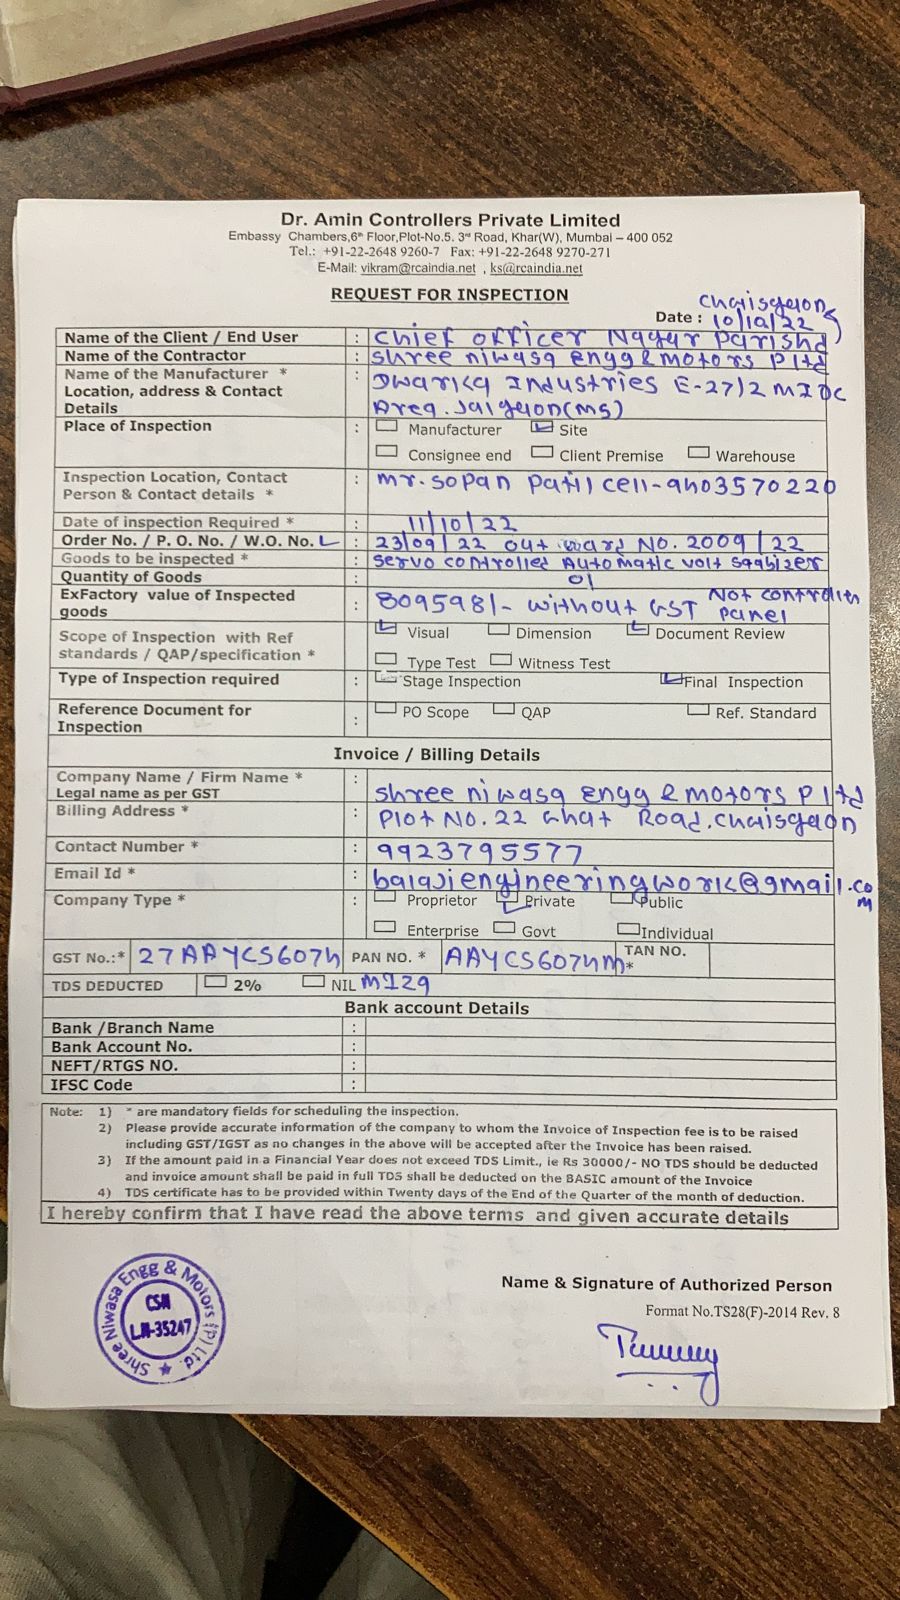 Dr. Amin Controllers Private Limited
Embassy Chambers,6th Floor,Plot-No.5. 3rd Road, Khar(W), Mumbai – 400 052
Tel.: +91-22-2648 9260-7 Fax: +91-22-2648 9270-271
E-Mail: vikram@rcaindia.net , ks@rcaindia.net
REQUEST FOR INSPECTION
Date : 10/10/22
Name of the Client / End User : Chief officer Nagar Parishd
Name of the Contractor : shree niwasa engg & motors P ltd
Name of the Manufacturer * : Dwarika Industries E-27/2 MIDC
Location, address & Contact
Details Area. Jalgaon(MS)
Place of Inspection : Manufacturer Site
Consignee end Client Premise Warehouse
Inspection Location, Contact : mr. sopan patil cell-9403570220
Person & Contact details *
Date of inspection Required * : 11/10/22
Order No. / P. O. No. / W.O. No. : 23/09/22 out ward No. 2009/22
Goods to be inspected * : servo controlled Automatic volt
Quantity of Goods : 01
ExFactory value of Inspected : 809598/- without GST Not
goods Panel
Scope of Inspection with Ref : Visual Dimension Document Review
standards / QAP/specification * Type Test Witness Test
Type of Inspection required : Stage Inspection Final Inspection
Reference Document for : PO Scope QAP Ref. Standard
Inspection
Invoice / Billing Details
Company Name / Firm Name * :
Legal name as per GST shree niwasa engg & motors P ltd
Billing Address * : Plot No. 22 Ghat Road.
Contact Number * : 9923795577
Email Id * : balajiengineeringwork@gmail.com
Company Type * : Proprietor Private Public
Enterprise Govt Individual
GST No.:* 27AAYCS6074 PAN NO. * AAYCS6074M TAN NO. *
TDS DEDUCTED 2% NIL M1Z9
Bank account Details
Bank /Branch Name :
Bank Account No. :
NEFT/RTGS NO. :
IFSC Code :
Note: 1) * are mandatory fields for scheduling the inspection.
2) Please provide accurate information of the company to whom the Invoice of Inspection fee is to be raised
including GST/IGST as no changes in the above will be accepted after the Invoice has been raised.
3) If the amount paid in a Financial Year does not exceed TDS Limit., ie Rs 30000/- NO TDS should be deducted
and invoice amount shall be paid in full TDS shall be deducted on the BASIC amount of the Invoice
4) TDS certificate has to be provided within Twenty days of the End of the Quarter of the month of deduction.
I hereby confirm that I have read the above terms and given accurate details
Shree Niwasa Engg & Motors (P) Ltd.
CSN
LN-35247
Name & Signature of Authorized Person
Format No.TS28(F)-2014 Rev. 8